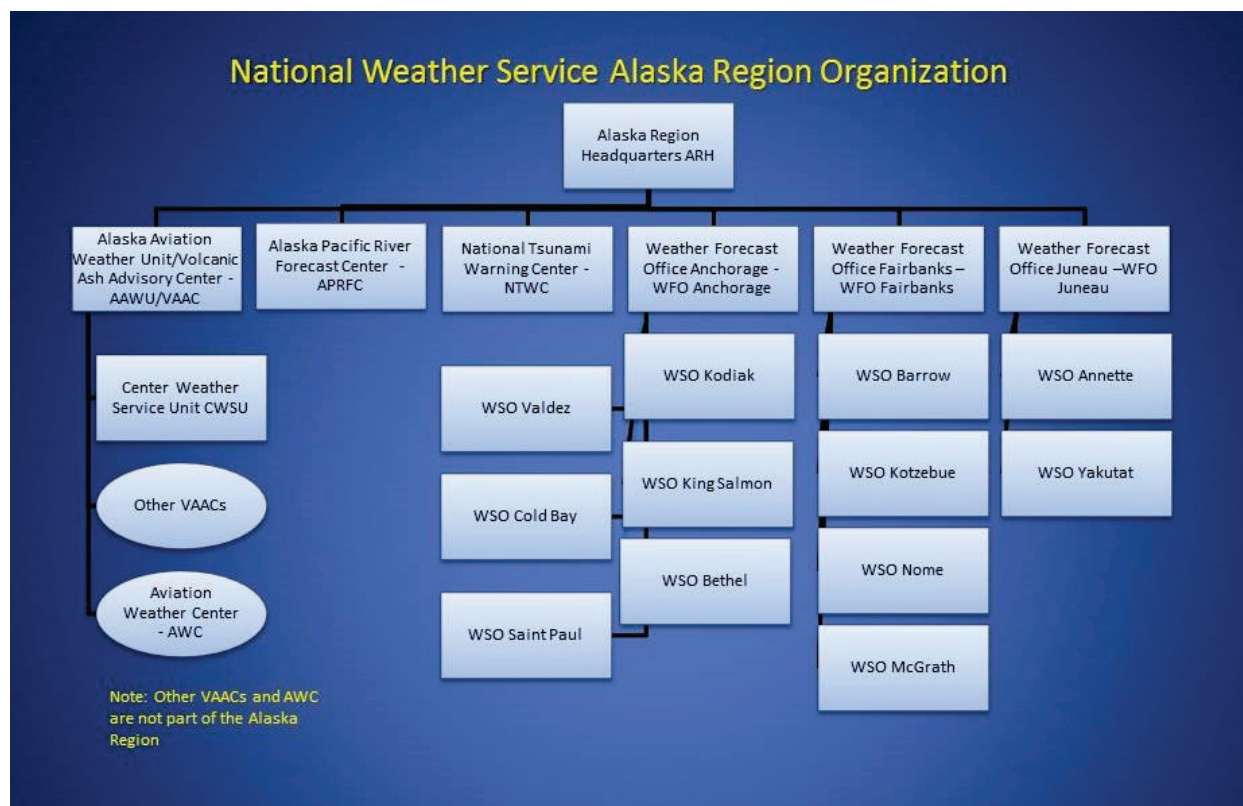 National Weather Service Alaska Region Organization
Alaska Region
Headquarters ARH
Alaska Aviation
Weather Unit/Volcanic
Ash Advisory Center -
AAWU/VAAC
Alaska Pacific River
Forecast Center -
APRFC
National Tsunami
Warning Center -
NTWC
Weather Forecast
Office Anchorage -
WFO Anchorage
Weather Forecast
Office Fairbanks –
WFO Fairbanks
Weather Forecast
Office Juneau –WFO
Juneau
Center Weather
Service Unit CWSU
Other VAACs
Aviation
Weather Center
- AWC
WSO Valdez
WSO Cold Bay
WSO Saint Paul
WSO Kodiak
WSO King Salmon
WSO Bethel
WSO Barrow
WSO Kotzebue
WSO Nome
WSO McGrath
WSO Annette
WSO Yakutat
Note: Other VAACs and AWC
are not part of the Alaska
Region